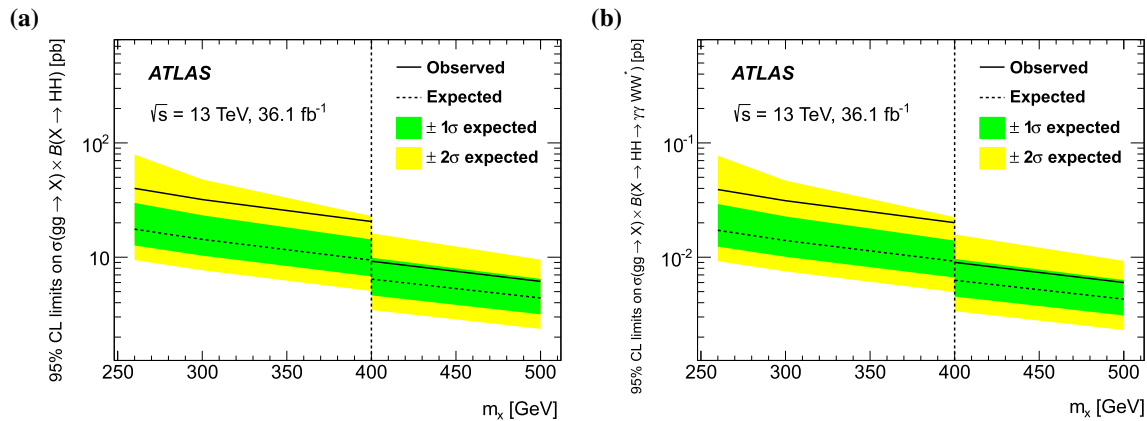 (a)
95% CL limits on σ(gg → X) × B(X → HH) [pb]
ATLAS
√s = 13 TeV, 36.1 fb⁻¹
Observed
Expected
± 1σ expected
± 2σ expected
10²
10
250 300 350 400 450 500
mₓ [GeV]
(b)
95% CL limits on σ(gg → X) × B(X → HH → γγ WW*) [pb]
ATLAS
√s = 13 TeV, 36.1 fb⁻¹
Observed
Expected
± 1σ expected
± 2σ expected
10⁻¹
10⁻²
250 300 350 400 450 500
mₓ [GeV]